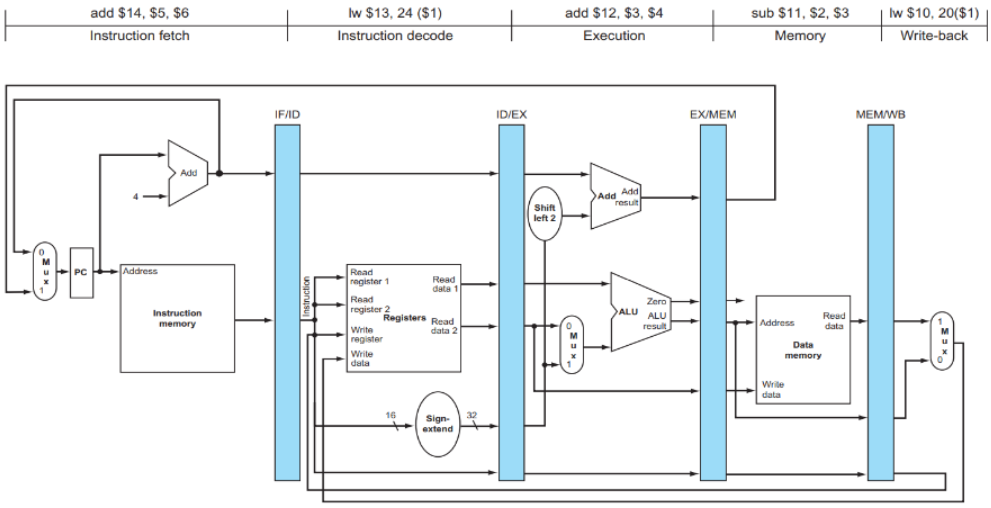 add $14, $5, $6
lw $13, 24 ($1)
add $12, $3, $4
sub $11, $2, $3
lw $10, 20($1)
Instruction fetch
Instruction decode
Execution
Memory
Write-back
IF/ID
ID/EX
EX/MEM
MEM/WB
Add
4
Shift
left 2
Add
Add
result
0
M
u
x
1
PC
Address
Instruction
memory
Instruction
Read
register 1
Read
register 2
Write
register
Write
data
Registers
Read
data 1
Read
data 2
16
Sign-
extend
32
0
M
u
x
1
ALU
Zero
ALU
result
Address
Read
data
Data
memory
Write
data
1
M
u
x
0